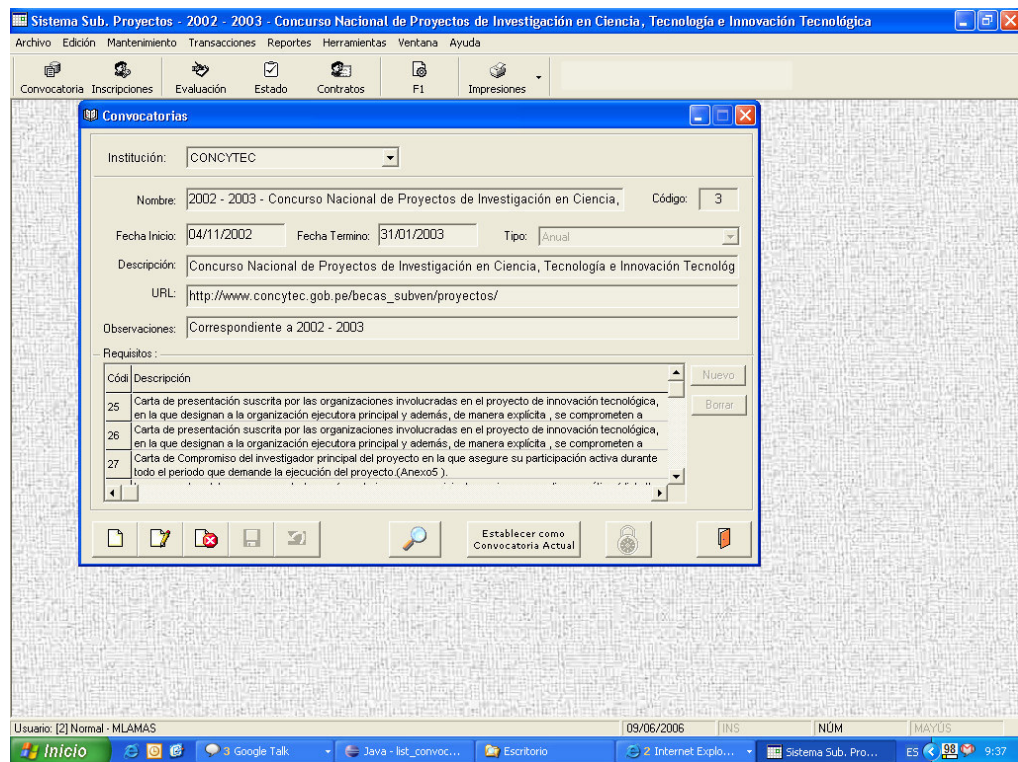 Sistema Sub. Proyectos - 2002 - 2003 - Concurso Nacional de Proyectos de Investigación en Ciencia, Tecnología e Innovación Tecnológica
Archivo Edición Mantenimiento Transacciones Reportes Herramientas Ventana Ayuda
Convocatoria Inscripciones Evaluación Estado Contratos F1 Impresiones
Convocatorias
Institución: CONCYTEC
Nombre: 2002 - 2003 - Concurso Nacional de Proyectos de Investigación en Ciencia, Código: 3
Fecha Inicio: 04/11/2002 Fecha Termino: 31/01/2003 Tipo: Anual
Descripción: Concurso Nacional de Proyectos de Investigación en Ciencia, Tecnología e Innovación Tecnológ
URL: http://www.concytec.gob.pe/becas_subven/proyectos/
Observaciones: Correspondiente a 2002 - 2003
Requisitos :
Códi Descripción Nuevo
25 Carta de presentación suscrita por las organizaciones involucradas en el proyecto de innovación tecnológica,
en la que designan a la organización ejecutora principal y además, de manera explícita , se comprometen a
Borrar
26 Carta de presentación suscrita por las organizaciones involucradas en el proyecto de innovación tecnológica,
en la que designan a la organización ejecutora principal y además, de manera explícita , se comprometen a
27 Carta de Compromiso del investigador principal del proyecto en la que asegure su participación activa durante
todo el periodo que demande la ejecución del proyecto.(Anexo5 ).
Establecer como
Convocatoria Actual
Usuario: [2] Normal - MLAMAS 09/06/2006 INS NÚM MAYÚS
Inicio 3 Google Talk Java - list_convoc... Escritorio 2 Internet Explo... Sistema Sub. Pro... ES 98 9:37